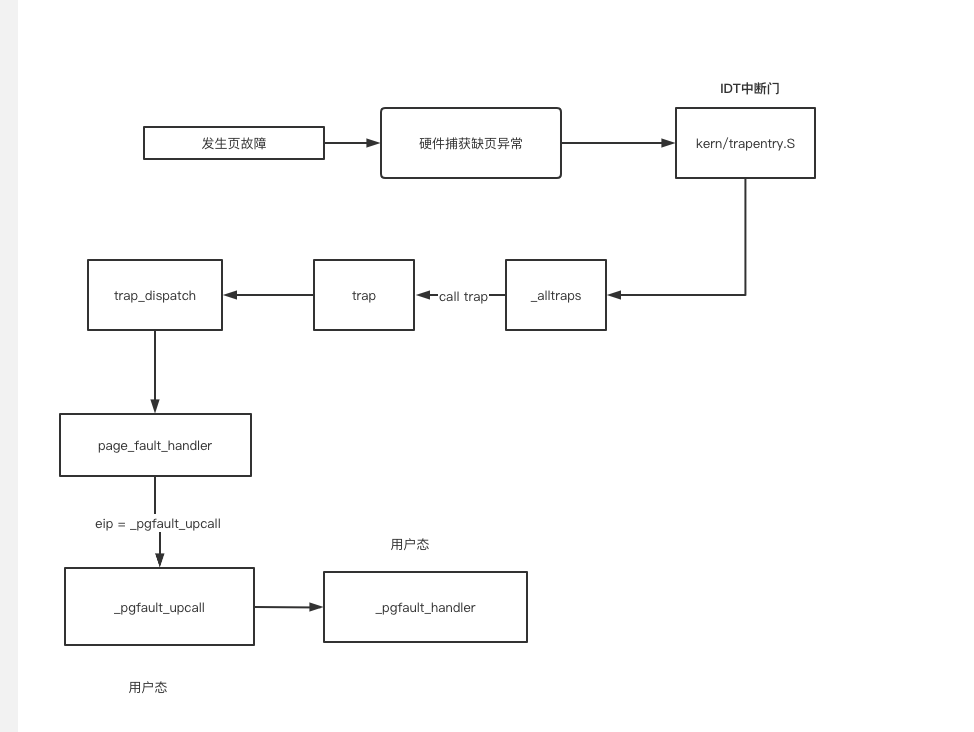 IDT中断门
发生页故障
硬件捕获缺页异常
kern/trapentry.S
trap_dispatch
trap
call trap
_alltraps
page_fault_handler
eip = _pgfault_upcall
用户态
_pgfault_upcall
_pgfault_handler
用户态